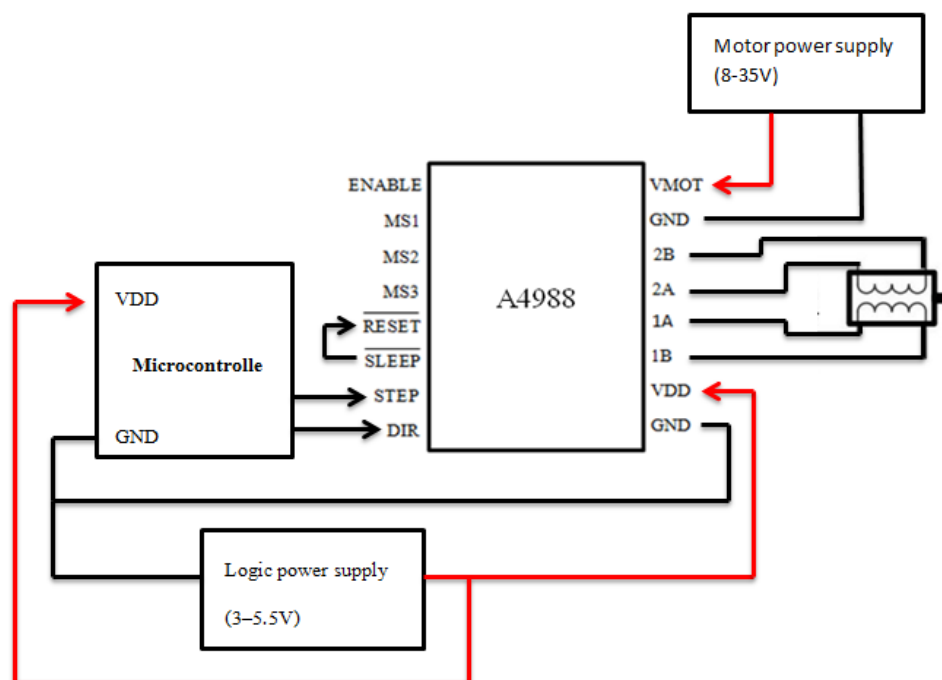 Motor power supply
(8-35V)
ENABLE
MS1
MS2
MS3
RESET
SLEEP
STEP
DIR
A4988
VMOT
GND
2B
2A
1A
1B
VDD
GND
VDD
Microcontrolle
GND
Logic power supply
(3–5.5V)